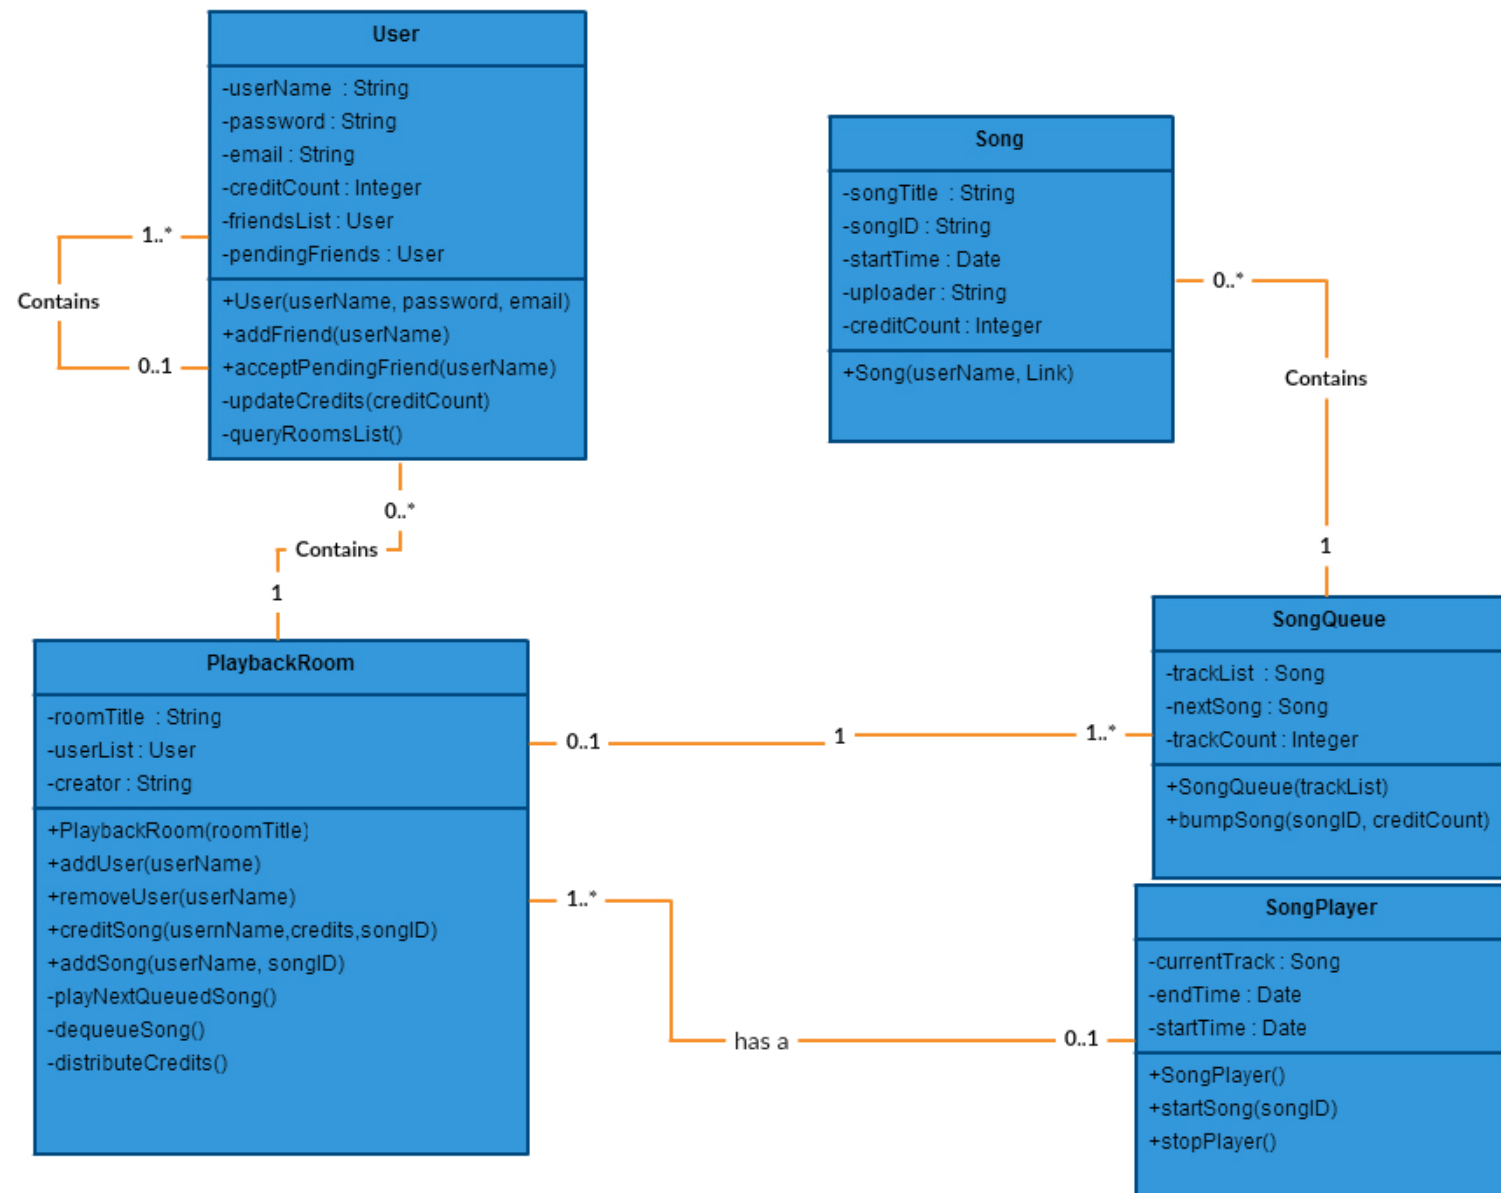 User
-userName : String
-password : String
-email : String
-creditCount : Integer
-friendsList : User
-pendingFriends : User
+User(userName, password, email)
+addFriend(userName)
+acceptPendingFriend(userName)
-updateCredits(creditCount)
-queryRoomsList()
1..*
Contains
0..1
Song
-songTitle : String
-songID : String
-startTime : Date
-uploader : String
-creditCount : Integer
+Song(userName, Link)
0..*
Contains
1
0..*
Contains
1
PlaybackRoom
-roomTitle : String
-userList : User
-creator : String
+PlaybackRoom(roomTitle)
+addUser(userName)
+removeUser(userName)
+creditSong(usernName,credits,songID)
+addSong(userName, songID)
-playNextQueuedSong()
-dequeueSong()
-distributeCredits()
0..1
1
1..*
SongQueue
-trackList : Song
-nextSong : Song
-trackCount : Integer
+SongQueue(trackList)
+bumpSong(songID, creditCount)
1..*
has a
0..1
SongPlayer
-currentTrack : Song
-endTime : Date
-startTime : Date
+SongPlayer()
+startSong(songID)
+stopPlayer()